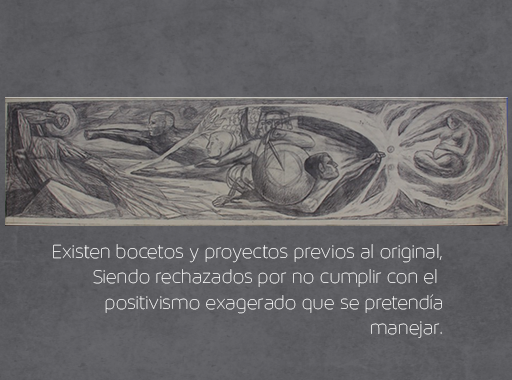 Existen bocetos y proyectos previos al original,
Siendo rechazados por no cumplir con el
positivismo exagerado que se pretendía
manejar.